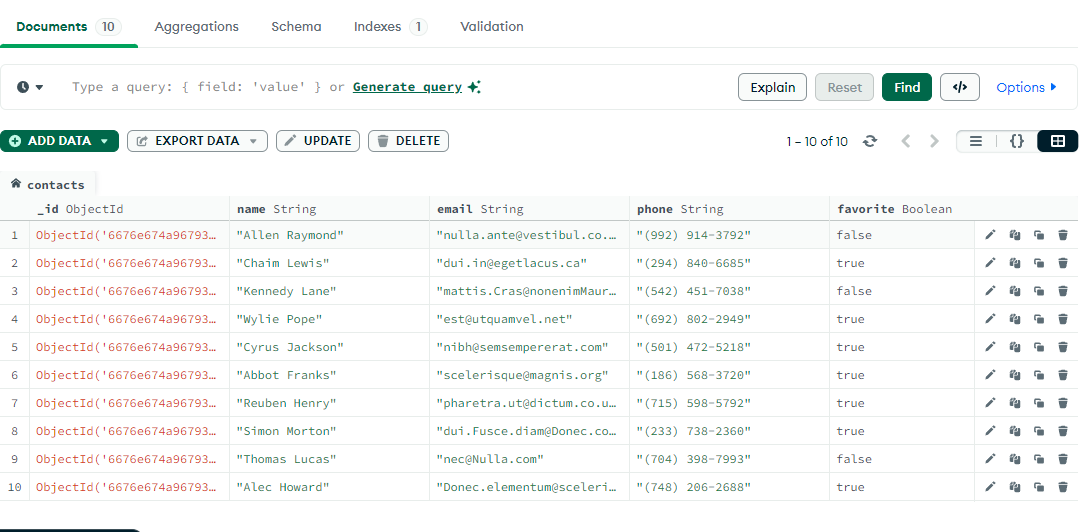 Documents 10 Aggregations Schema Indexes 1 Validation
Type a query: { field: 'value' } or Generate query Explain Reset Find </> Options
ADD DATA EXPORT DATA UPDATE DELETE 1 – 10 of 10 {}
contacts
_id ObjectId name String email String phone String favorite Boolean
1 ObjectId('6676e674a96793… "Allen Raymond" "nulla.ante@vestibul.co… "(992) 914-3792" false
2 ObjectId('6676e674a96793… "Chaim Lewis" "dui.in@egetlacus.ca" "(294) 840-6685" true
3 ObjectId('6676e674a96793… "Kennedy Lane" "mattis.Cras@nonenimMaur… "(542) 451-7038" false
4 ObjectId('6676e674a96793… "Wylie Pope" "est@utquamvel.net" "(692) 802-2949" true
5 ObjectId('6676e674a96793… "Cyrus Jackson" "nibh@semsempererat.com" "(501) 472-5218" true
6 ObjectId('6676e674a96793… "Abbot Franks" "scelerisque@magnis.org" "(186) 568-3720" true
7 ObjectId('6676e674a96793… "Reuben Henry" "pharetra.ut@dictum.co.u… "(715) 598-5792" true
8 ObjectId('6676e674a96793… "Simon Morton" "dui.Fusce.diam@Donec.co… "(233) 738-2360" true
9 ObjectId('6676e674a96793… "Thomas Lucas" "nec@Nulla.com" "(704) 398-7993" false
10 ObjectId('6676e674a96793… "Alec Howard" "Donec.elementum@sceleri… "(748) 206-2688" true